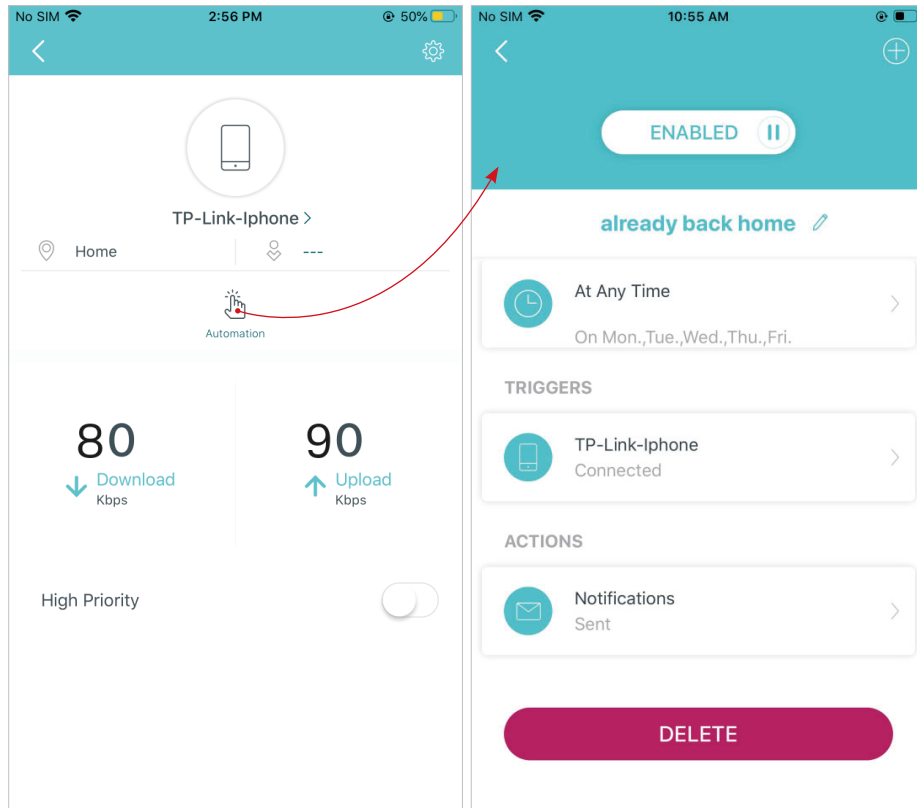 No SIM 2:56 PM 50%
TP-Link-Iphone >
Home ---
Automation
80 90
Download Upload
Kbps Kbps
High Priority
No SIM 10:55 AM
ENABLED
already back home
At Any Time
On Mon.,Tue.,Wed.,Thu.,Fri.
TRIGGERS
TP-Link-Iphone
Connected
ACTIONS
Notifications
Sent
DELETE